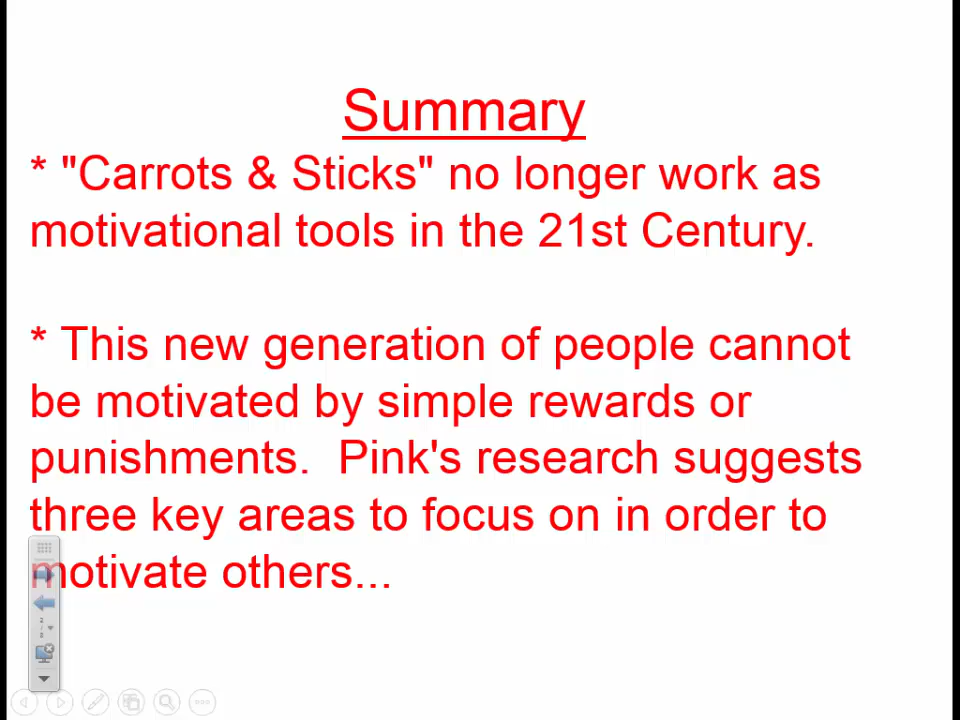 Summary
* "Carrots & Sticks" no longer work as
motivational tools in the 21st Century.
* This new generation of people cannot
be motivated by simple rewards or
punishments.  Pink's research suggests
three key areas to focus on in order to
motivate others...